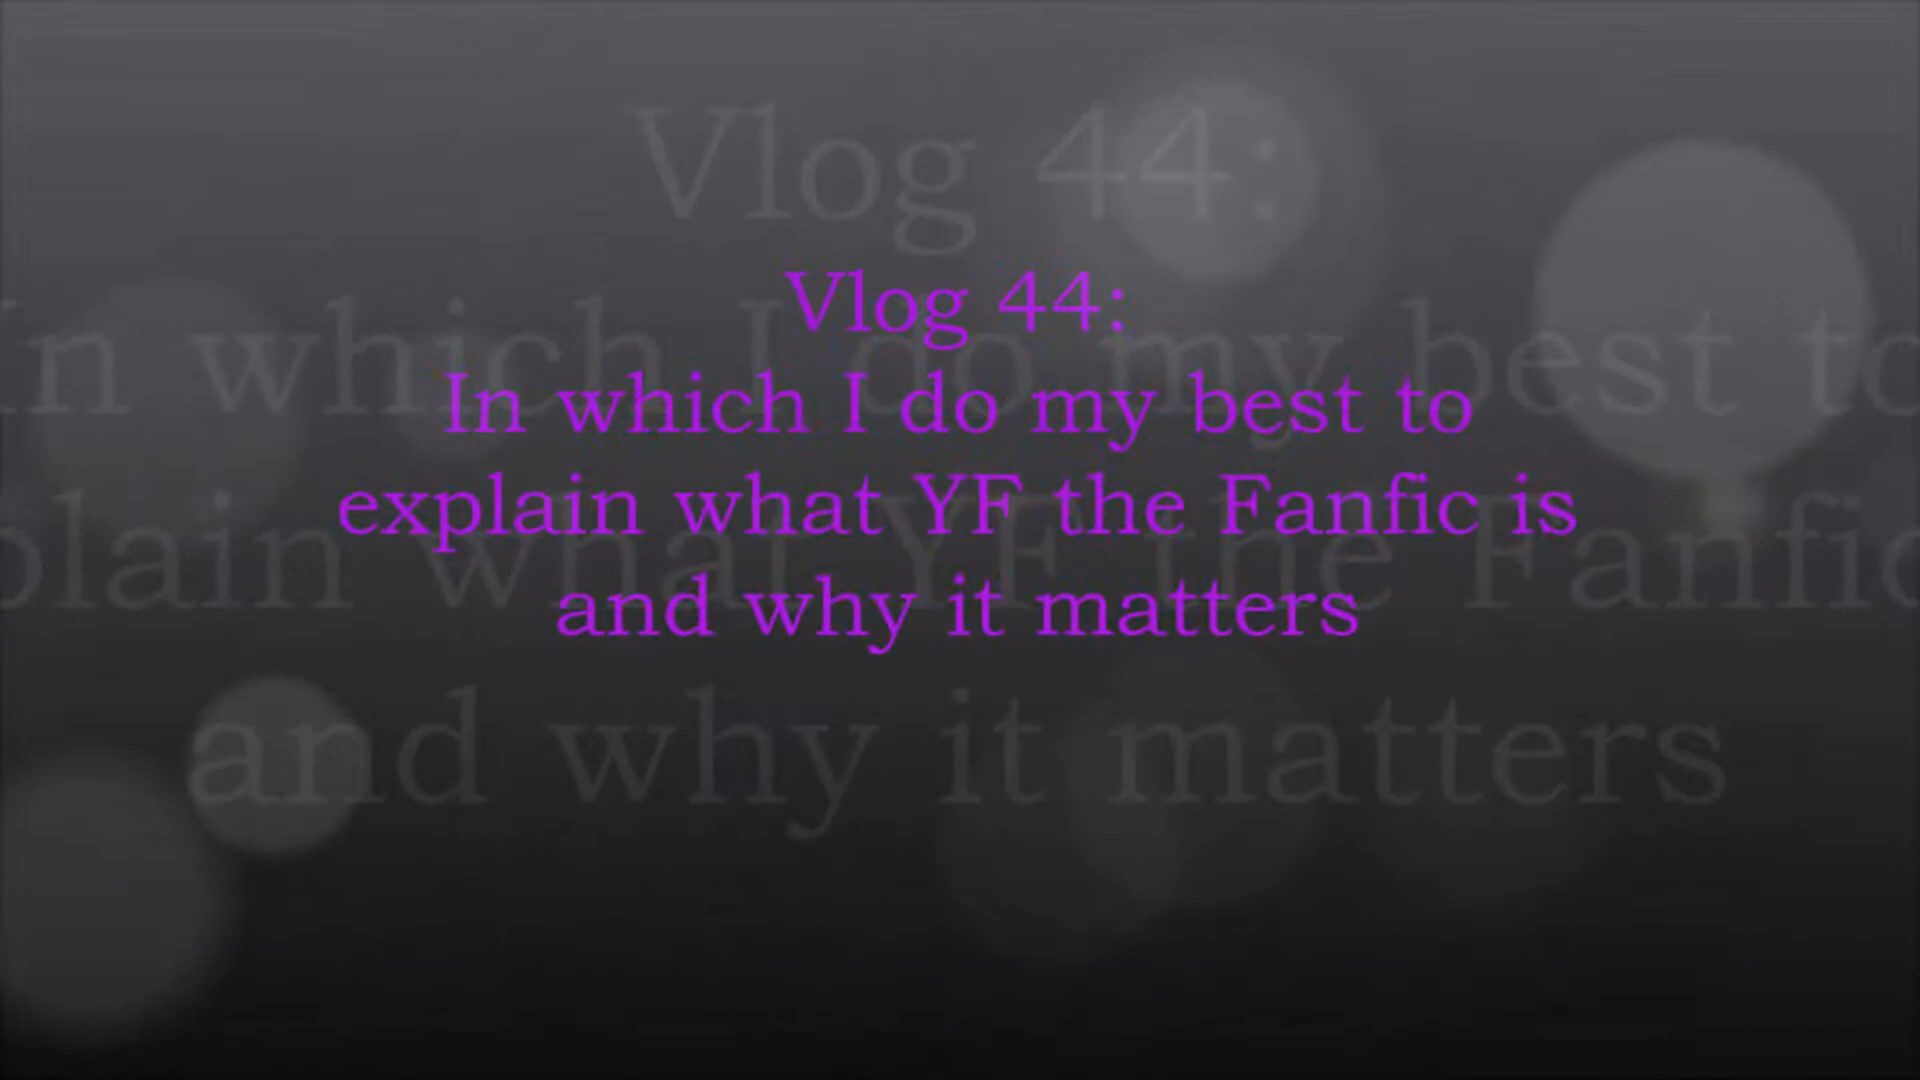 Vlog 44:
In which I do my best to
explain what YF the Fanfic is
and why it matters